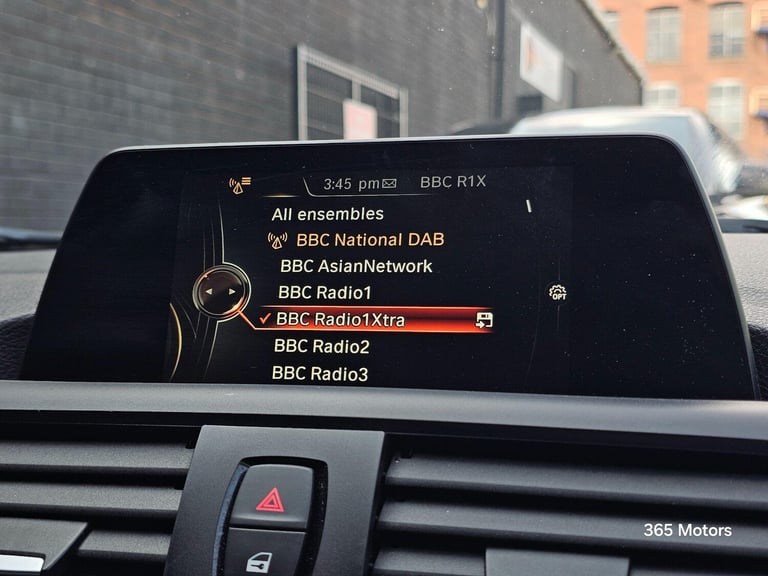 3:45 pm BBC R1X
All ensembles
BBC National DAB
BBC AsianNetwork
BBC Radio1
BBC Radio1Xtra
BBC Radio2
BBC Radio3
OPT
365 Motors